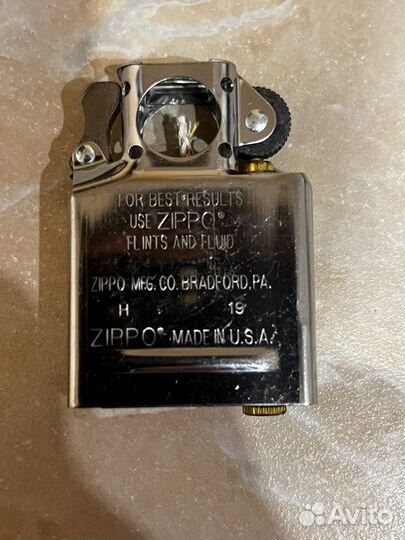 FOR BEST RESULTS
USE ZIPPO®
FLINTS AND FLUID
ZIPPO MFG. CO. BRADFORD, PA.
H 19
ZIPPO® MADE IN U.S.A.
Avito